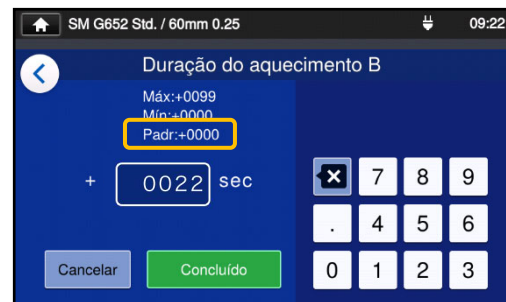 SM G652 Std. / 60mm 0.25 09:22
Duração do aquecimento B
Máx:+0099
Mín:+0000
Padr:+0000
+ 0022 sec
7 8 9
. 4 5 6
0 1 2 3
Cancelar Concluído